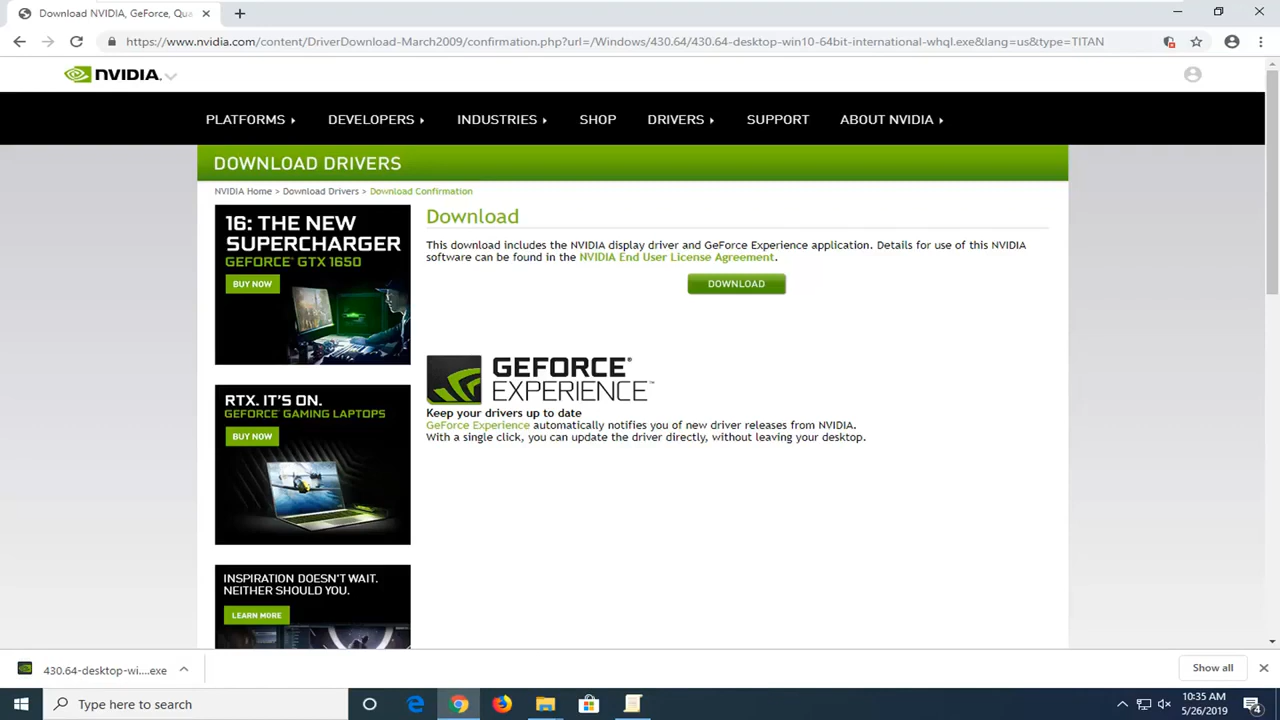 Download NVIDIA, GeForce, Qua
https://www.nvidia.com/content/DriverDownload-March2009/confirmation.php?url=/Windows/430.64/430.64-desktop-win10-64bit-international-whql.exe&lang=us&type=TITAN
NVIDIA.
PLATFORMS DEVELOPERS INDUSTRIES SHOP DRIVERS SUPPORT ABOUT NVIDIA
DOWNLOAD DRIVERS
NVIDIA Home > Download Drivers > Download Confirmation
16: THE NEW
SUPERCHARGER
GEFORCE® GTX 1650
BUY NOW
Download
This download includes the NVIDIA display driver and GeForce Experience application. Details for use of this NVIDIA
software can be found in the NVIDIA End User License Agreement.
DOWNLOAD
GEFORCE®
EXPERIENCE™
Keep your drivers up to date
GeForce Experience automatically notifies you of new driver releases from NVIDIA.
With a single click, you can update the driver directly, without leaving your desktop.
RTX. IT'S ON.
GEFORCE® GAMING LAPTOPS
BUY NOW
INSPIRATION DOESN'T WAIT.
NEITHER SHOULD YOU.
LEARN MORE
430.64-desktop-wi....exe
Show all
Type here to search
10:35 AM
5/26/2019
4